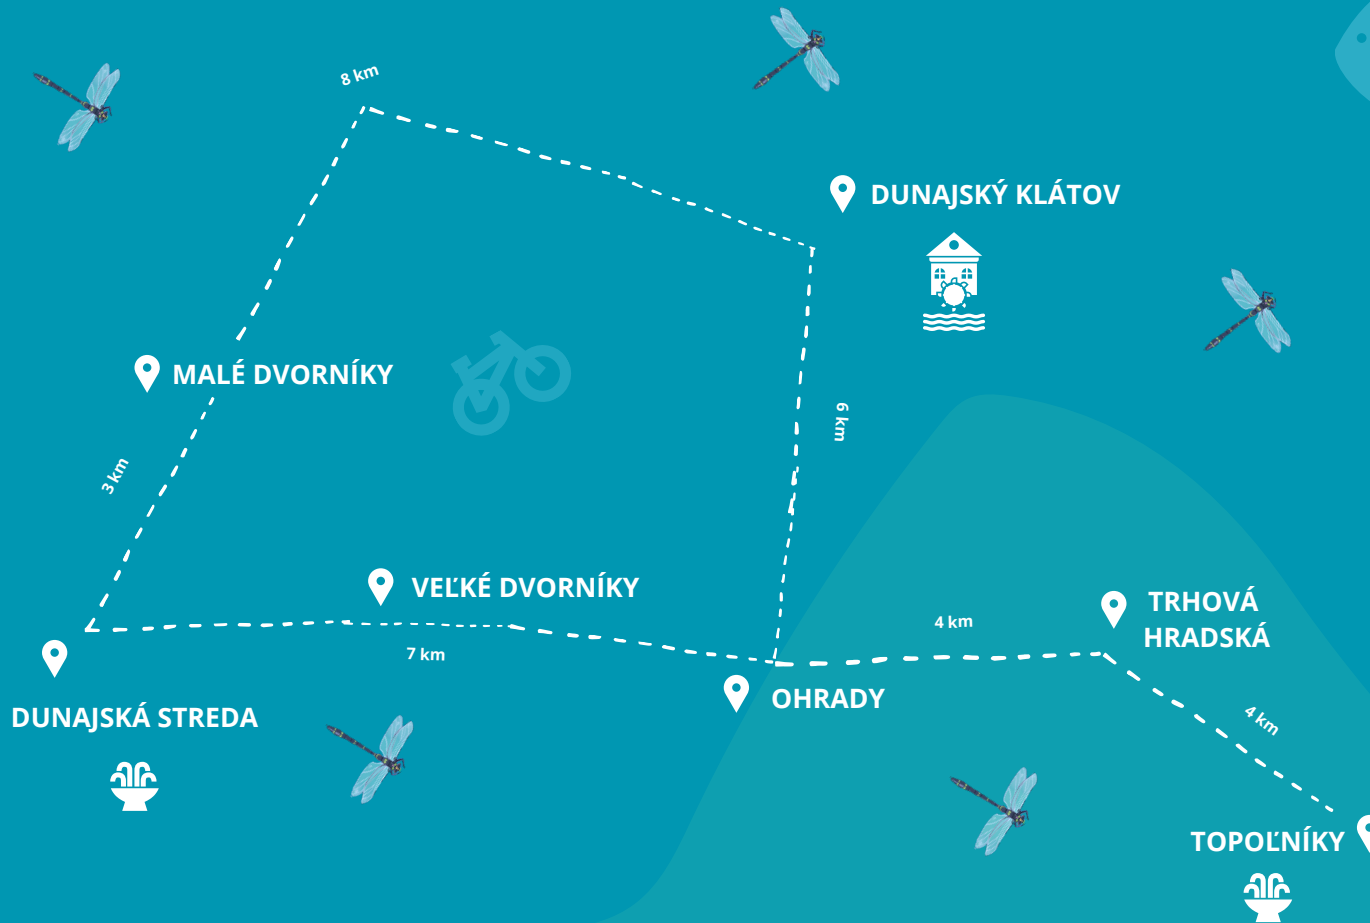 8 km
DUNAJSKÝ KLÁTOV
MALÉ DVORNÍKY
6 km
3 km
VEĽKÉ DVORNÍKY
7 km
4 km
TRHOVÁ
HRADSKÁ
OHRADY
DUNAJSKÁ STREDA
4 km
TOPOĽNÍKY